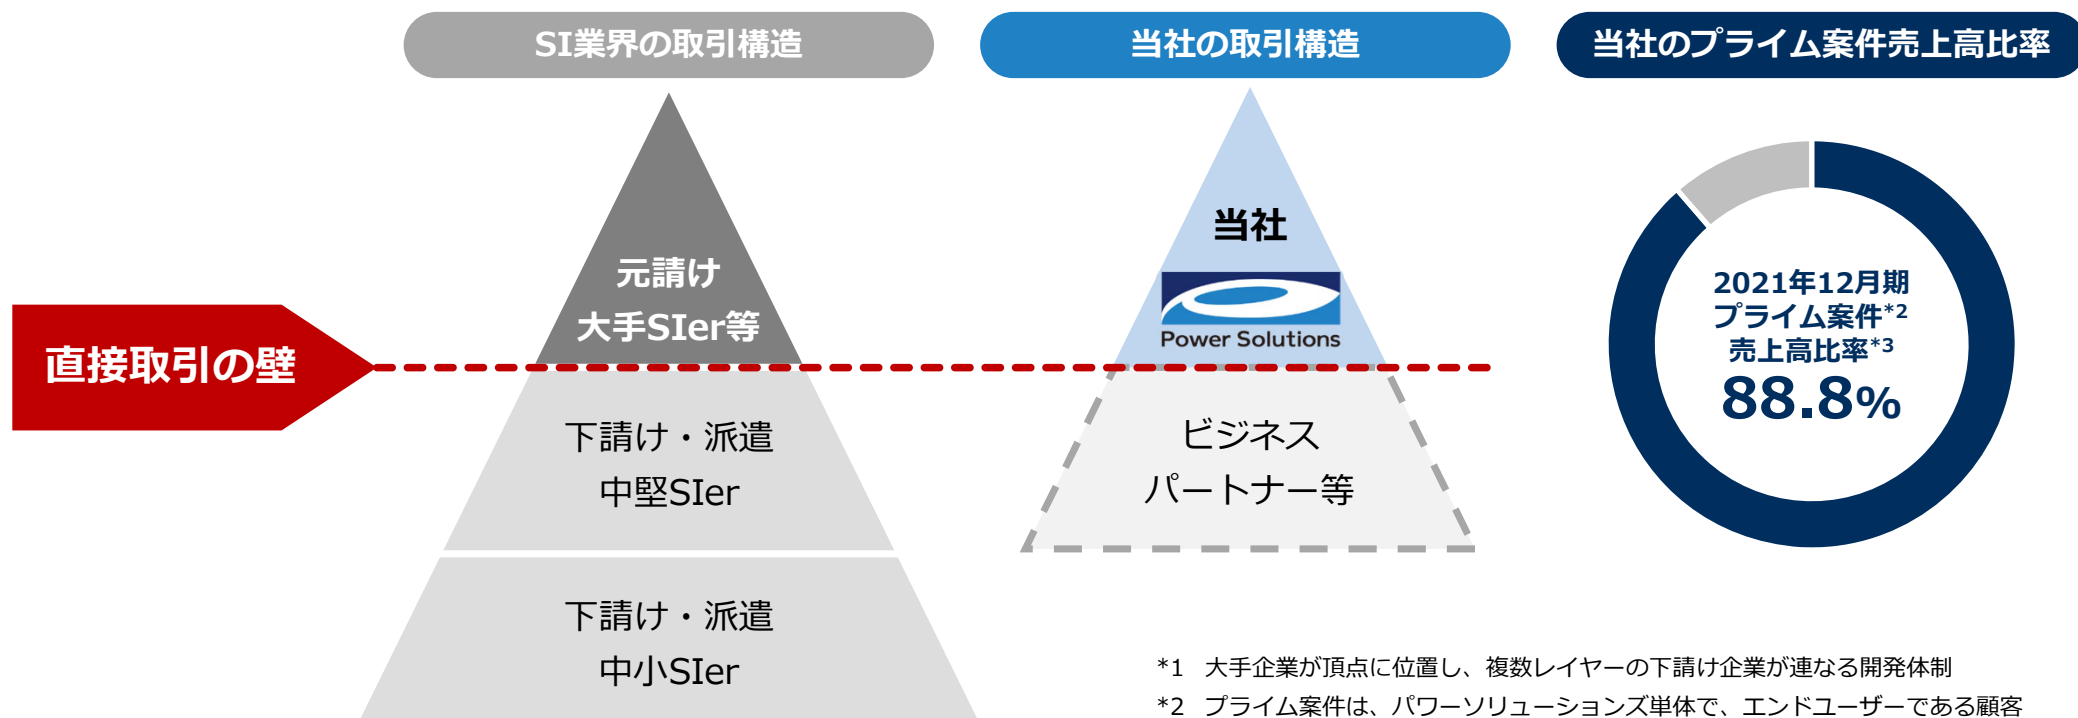 SI業界の取引構造
当社の取引構造
当社のプライム案件売上高比率
直接取引の壁
元請け
大手SIer等
下請け・派遣
中堅SIer
下請け・派遣
中小SIer
当社
Power Solutions
ビジネス
パートナー等
2021年12月期
プライム案件*2
売上高比率*3
88.8%
*1 大手企業が頂点に位置し、複数レイヤーの下請け企業が連なる開発体制
*2 プライム案件は、パワーソリューションズ単体で、エンドユーザーである顧客